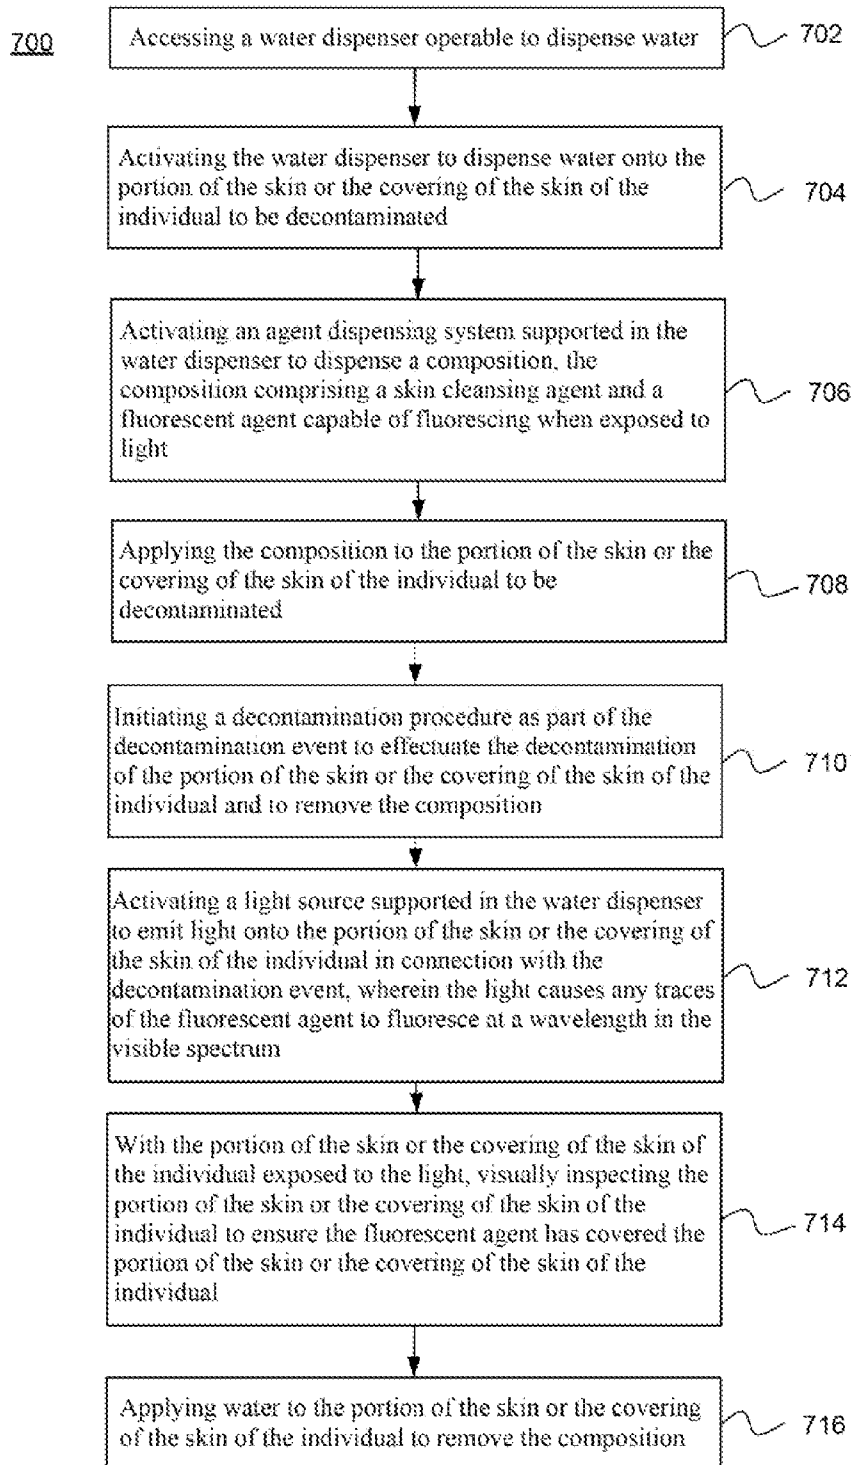 700
Accessing a water dispenser operable to dispense water
702
Activating the water dispenser to dispense water onto the
portion of the skin or the covering of the skin of the
individual to be decontaminated
704
Activating an agent dispensing system supported in the
water dispenser to dispense a composition, the
composition comprising a skin cleansing agent and a
fluorescent agent capable of fluorescing when exposed to
light
706
Applying the composition to the portion of the skin or the
covering of the skin of the individual to be
decontaminated
708
Initiating a decontamination procedure as part of the
decontamination event to effectuate the decontamination
of the portion of the skin or the covering of the skin of the
individual and to remove the composition
710
Activating a light source supported in the water dispenser
to emit light onto the portion of the skin or the covering of
the skin of the individual in connection with the
decontamination event, wherein the light causes any traces
of the fluorescent agent to fluoresce at a wavelength in the
visible spectrum
712
With the portion of the skin or the covering of the skin of
the individual exposed to the light, visually inspecting the
portion of the skin or the covering of the skin of the
individual to ensure the fluorescent agent has covered the
portion of the skin or the covering of the skin of the
individual
714
Applying water to the portion of the skin or the covering
of the skin of the individual to remove the composition
716